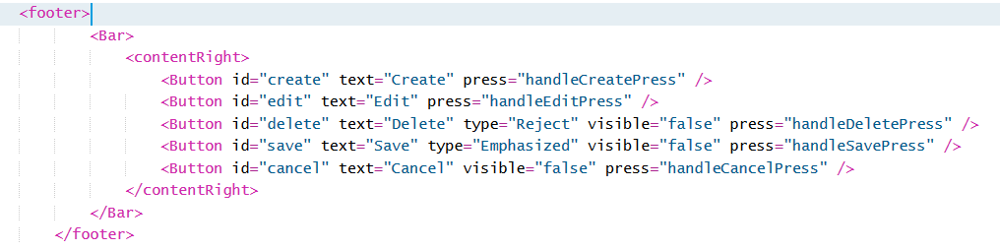 <footer>
<Bar>
<contentRight>
<Button id="create" text="Create" press="handleCreatePress" />
<Button id="edit" text="Edit" press="handleEditPress" />
<Button id="delete" text="Delete" type="Reject" visible="false" press="handleDeletePress" />
<Button id="save" text="Save" type="Emphasized" visible="false" press="handleSavePress" />
<Button id="cancel" text="Cancel" visible="false" press="handleCancelPress" />
</contentRight>
</Bar>
</footer>